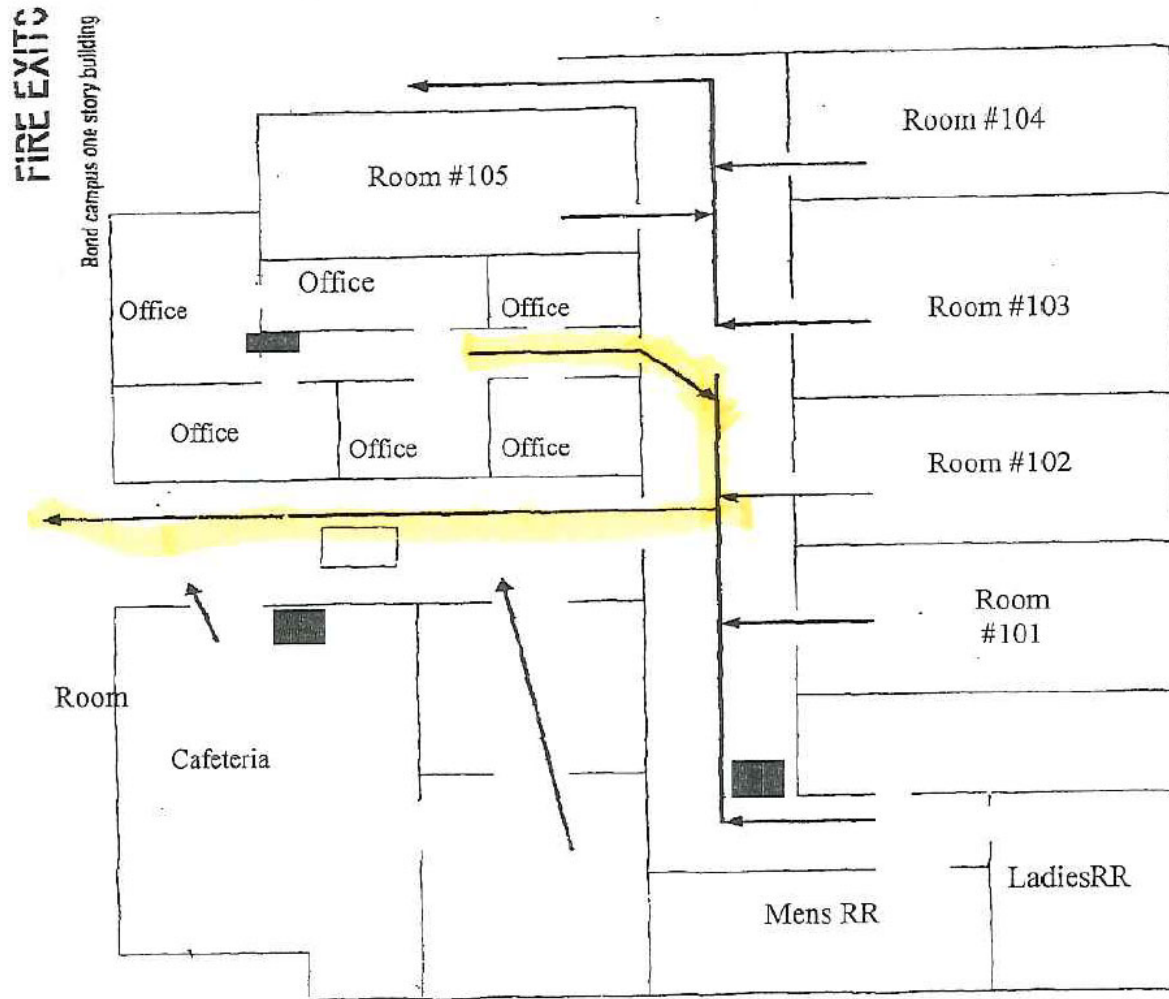 FIRE EXITS
Bond campus one story building
Room #104
Room #105
Office
Office
Office
Room #103
Office
Office
Office
Room #102
Room
#101
Room
Cafeteria
LadiesRR
Mens RR